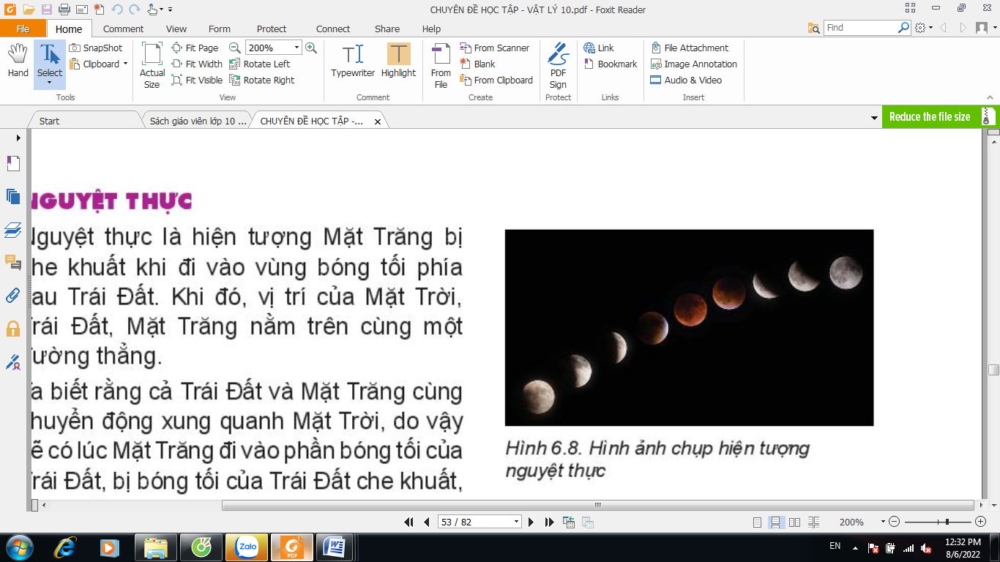 CHUYÊN ĐỀ HỌC TẬP - VẬT LÝ 10.pdf - Foxit Reader
File Home Comment View Form Protect Connect Share Help Find
Hand
Select
SnapShot
Clipboard
Tools
Actual Size
Fit Page
Fit Width
Fit Visible
200%
Rotate Left
Rotate Right
View
Typewriter
Highlight
Comment
From File
From Scanner
Blank
From Clipboard
Create
PDF Sign
Protect
Link
Bookmark
Links
File Attachment
Image Annotation
Audio & Video
Insert
Start
Sách giáo viên lớp 10 ...
CHUYÊN ĐỀ HỌC TẬP -...
Reduce the file size
NGUYỆT THỰC
Nguyệt thực là hiện tượng Mặt Trăng bị
he khuất khi đi vào vùng bóng tối phía
au Trái Đất. Khi đó, vị trí của Mặt Trời,
rái Đất, Mặt Trăng nằm trên cùng một
ường thẳng.
a biết rằng cả Trái Đất và Mặt Trăng cùng
huyển động xung quanh Mặt Trời, do vậy
ẽ có lúc Mặt Trăng đi vào phần bóng tối của
rái Đất, bị bóng tối của Trái Đất che khuất,
Hình 6.8. Hình ảnh chụp hiện tượng
nguyệt thực
53 / 82
200%
Zalo
PDF
EN
12:32 PM
8/6/2022